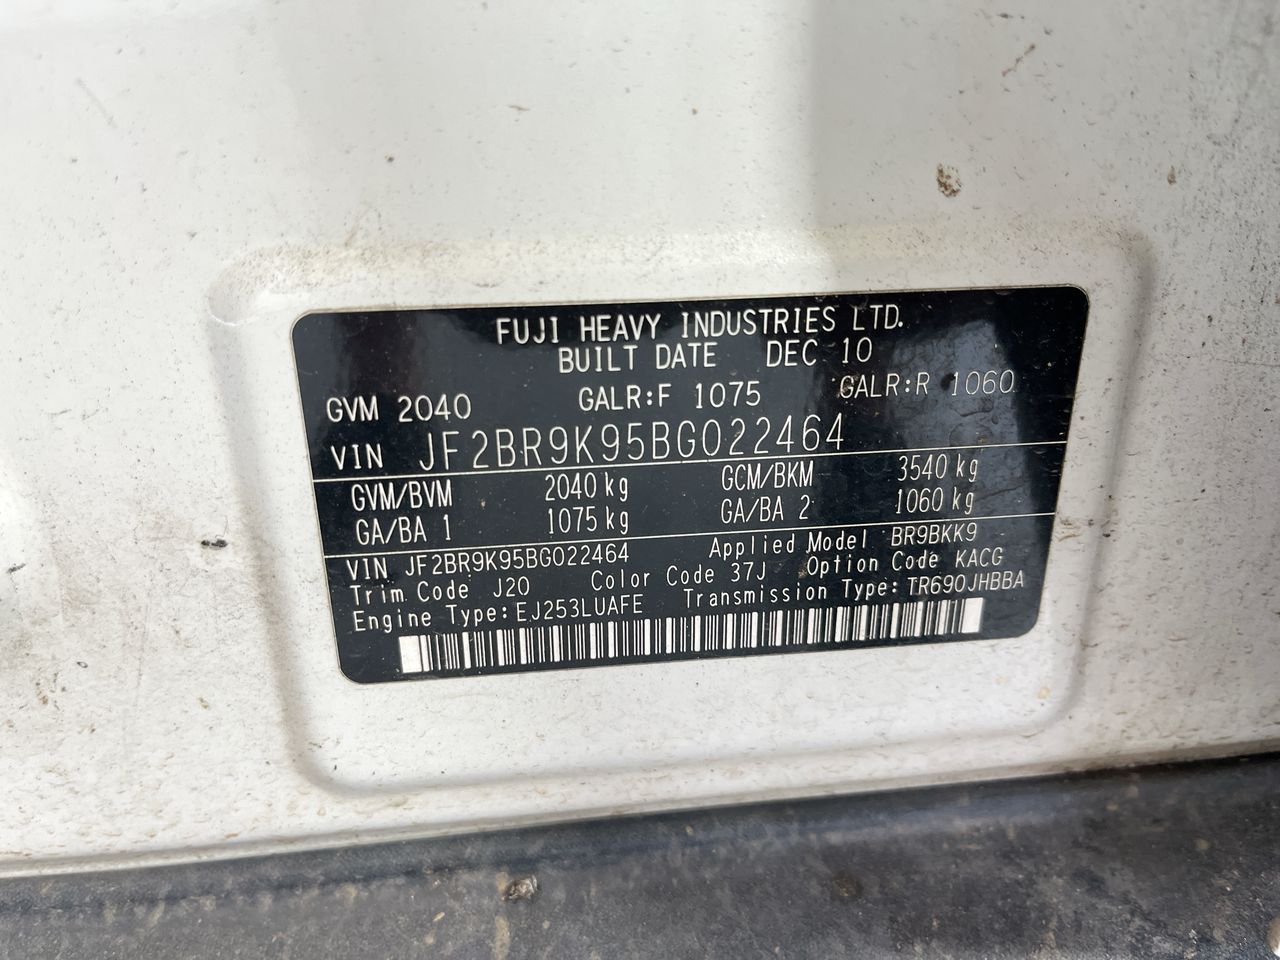 FUJI HEAVY INDUSTRIES LTD.
BUILT DATE DEC 10
GVM 2040 GALR:F 1075 GALR:R 1060
VIN JF2BR9K95BG022464
GVM/BVM 2040 kg GCM/BKM 3540 kg
GA/BA 1 1075 kg GA/BA 2 1060 kg
VIN JF2BR9K95BG022464 Applied Model BR9BKK9
Trim Code J20 Color Code 37J Option Code KACG
Engine Type:EJ253LUAFE Transmission Type:TR690JHBBA